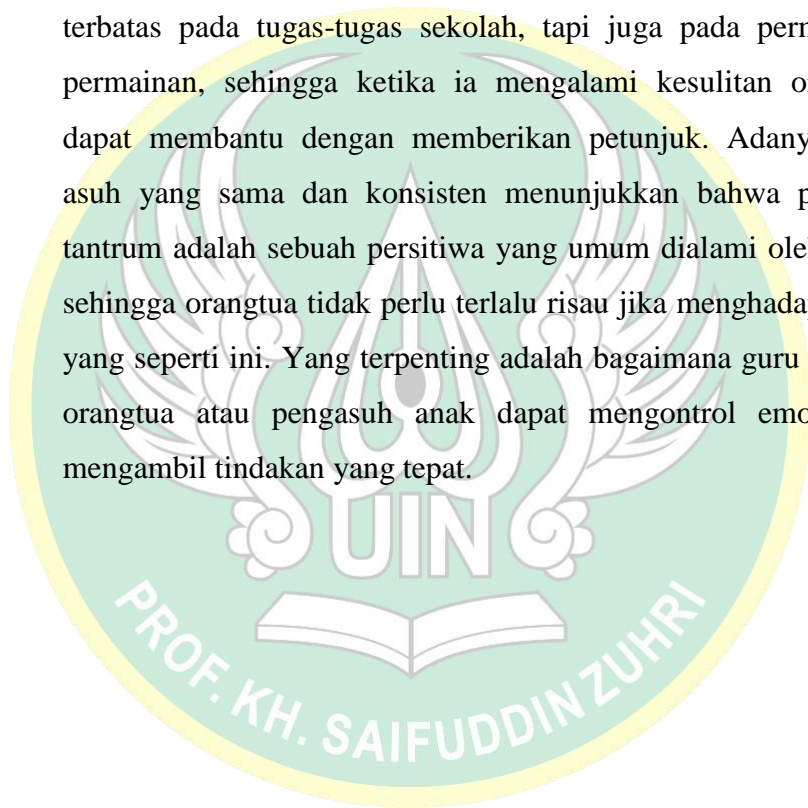 terbatas pada tugas-tugas sekolah, tapi juga pada perm
permainan, sehingga ketika ia mengalami kesulitan or
dapat membantu dengan memberikan petunjuk. Adany
asuh yang sama dan konsisten menunjukkan bahwa p
tantrum adalah sebuah persitiwa yang umum dialami oleh
sehingga orangtua tidak perlu terlalu risau jika menghada
yang seperti ini. Yang terpenting adalah bagaimana guru
orangtua atau pengasuh anak dapat mengontrol emo
mengambil tindakan yang tepat.
UIN
PROF. KH. SAIFUDDIN ZUHRI